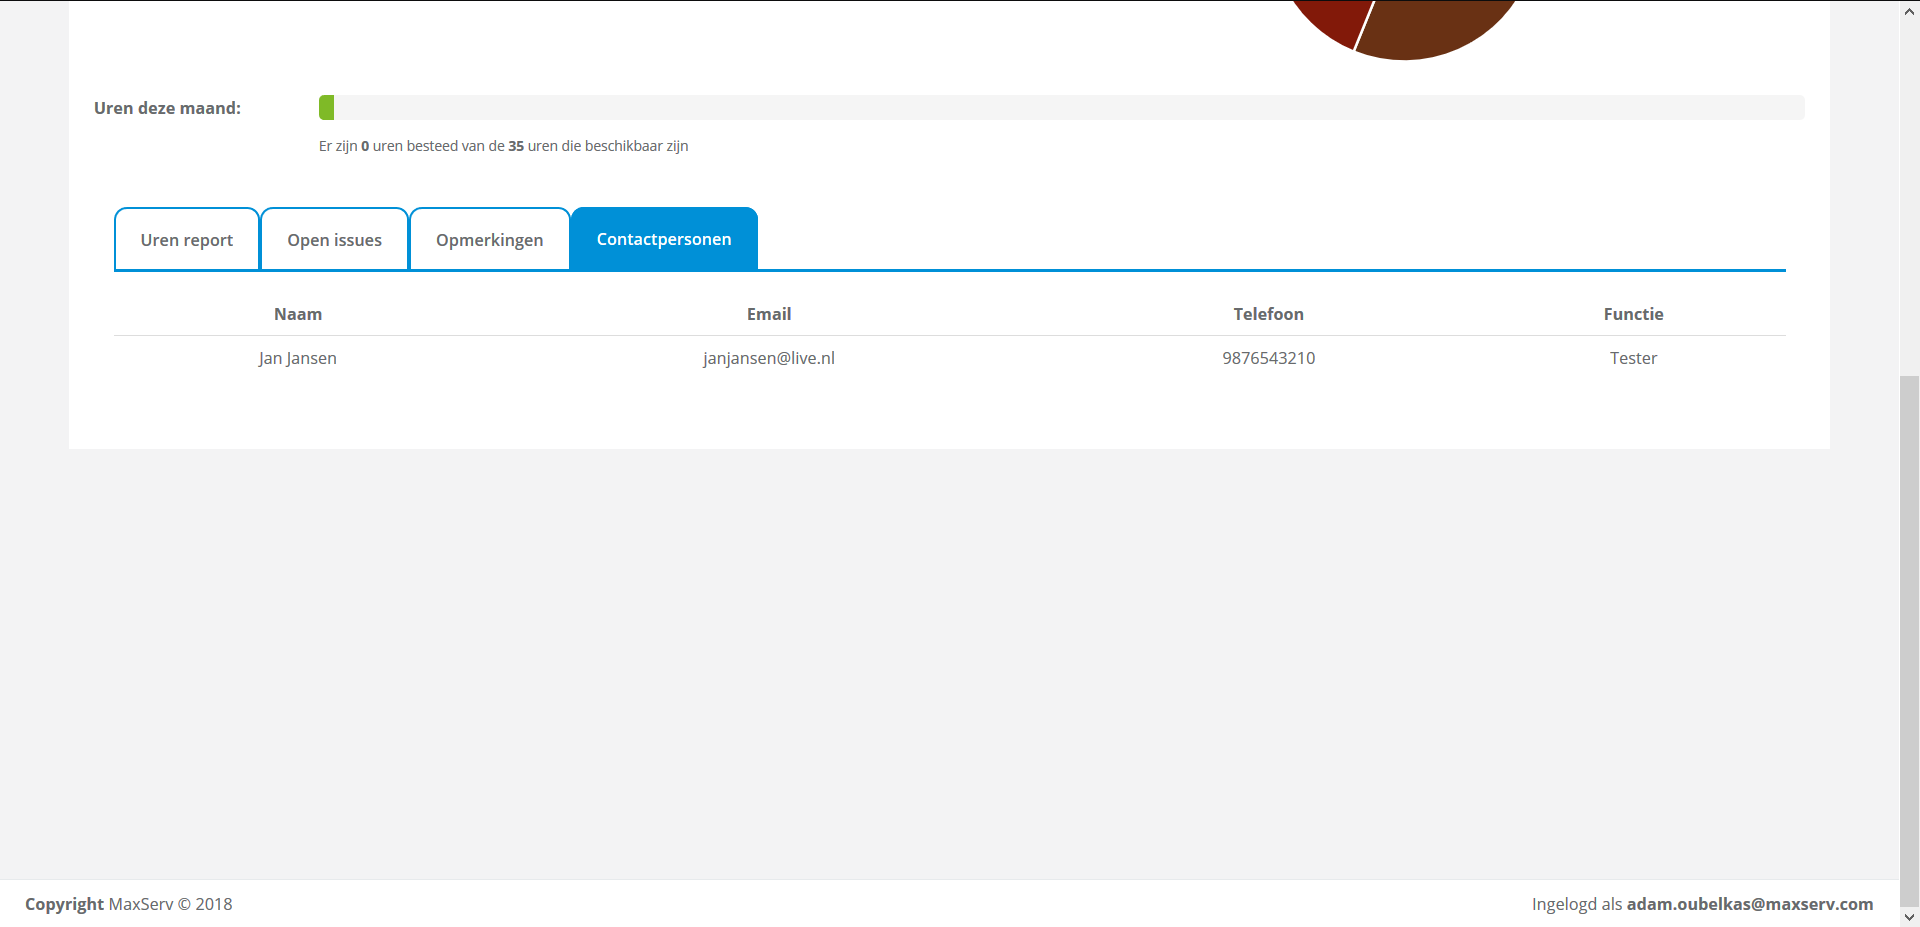 Uren deze maand:
Er zijn 0 uren besteed van de 35 uren die beschikbaar zijn
Uren report Open issues Opmerkingen Contactpersonen
Naam Email Telefoon Functie
Jan Jansen janjansen@live.nl 9876543210 Tester
Copyright MaxServ © 2018 Ingelogd als adam.oubelkas@maxserv.com